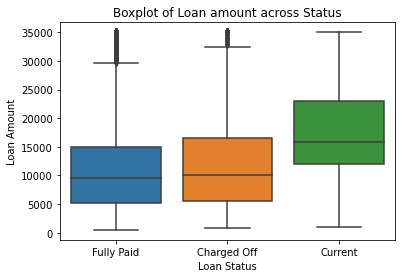 Boxplot of Loan amount across Status
Loan Amount
35000
30000
25000
20000
15000
10000
5000
0
Fully Paid
Charged Off
Current
Loan Status